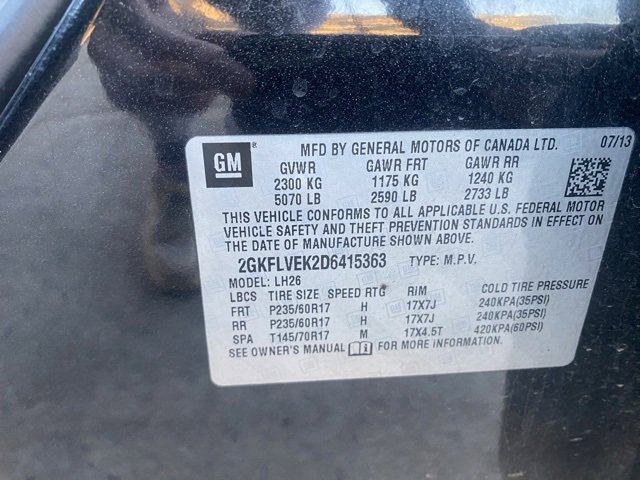 GM ®
MFD BY GENERAL MOTORS OF CANADA LTD. 07/13
GVWR GAWR FRT GAWR RR
2300 KG 1175 KG 1240 KG
5070 LB 2590 LB 2733 LB
THIS VEHICLE CONFORMS TO ALL APPLICABLE U.S. FEDERAL MOTOR
VEHICLE SAFETY AND THEFT PREVENTION STANDARDS IN EFFECT ON
THE DATE OF MANUFACTURE SHOWN ABOVE.
2GKFLVEK2D6415363 TYPE: M.P.V.
MODEL: LH26
LBCS TIRE SIZE SPEED RTG RIM COLD TIRE PRESSURE
FRT P235/60R17 H 17X7J 240KPA(35PSI)
RR P235/60R17 H 17X7J 240KPA(35PSI)
SPA T145/70R17 M 17X4.5T 420KPA(60PSI)
SEE OWNER'S MANUAL i FOR MORE INFORMATION.